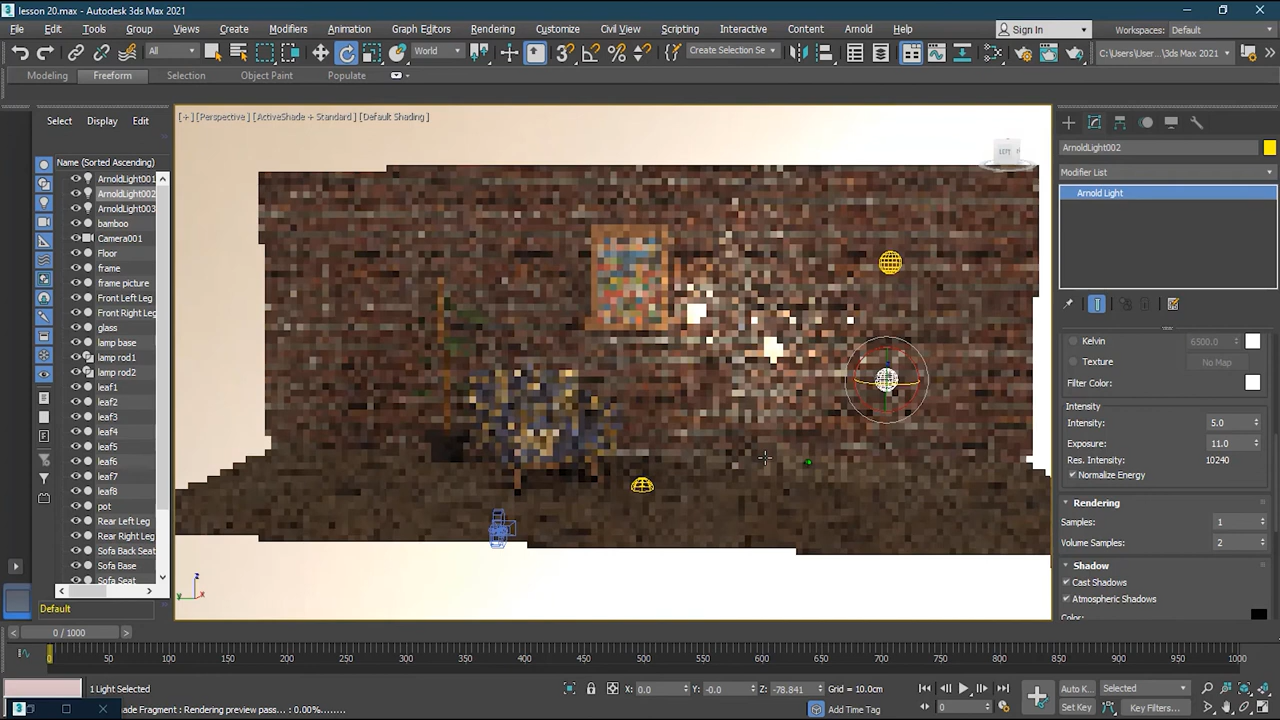 lesson 20.max - Autodesk 3ds Max 2021
File Edit Tools Group Views Create Modifiers Animation Graph Editors Rendering Customize Civil View Scripting Interactive Content Arnold Help Sign In Workspaces: Default
All World Create Selection Se C:\Users\User ...3ds Max 2021
Modeling Freeform Selection Object Paint Populate
[+] [Perspective] [ActiveShade + Standard] [Default Shading]
Select Display Edit
Name (Sorted Ascending)
ArnoldLight001
ArnoldLight002
ArnoldLight003
bamboo
Camera001
Floor
frame
frame picture
Front Left Leg
Front Right Leg
glass
lamp base
lamp rod1
lamp rod2
leaf1
leaf2
leaf3
leaf4
leaf5
leaf6
leaf7
leaf8
pot
Rear Left Leg
Rear Right Leg
Sofa Back Seat
Sofa Base
Sofa Seat
Default
LEFT
z
y x
ArnoldLight002
Modifier List
Arnold Light
Kelvin 6500.0
Texture No Map
Filter Color:
Intensity
Intensity: 5.0
Exposure: 11.0
Res. Intensity: 10240
Normalize Energy
Rendering
Samples: 1
Volume Samples: 2
Shadow
Cast Shadows
Atmospheric Shadows
Color:
0 / 1000
0 50 100 150 200 250 300 350 400 450 500 550 600 650 700 750 800 850 900 950 1000
1 Light Selected X: 0.0 Y: -0.0 Z: -78.841 Grid = 10.0cm Auto K... Selected
ade Fragment : Rendering preview pass... : 0.00%...... Add Time Tag 0 Set Key Key Filters...